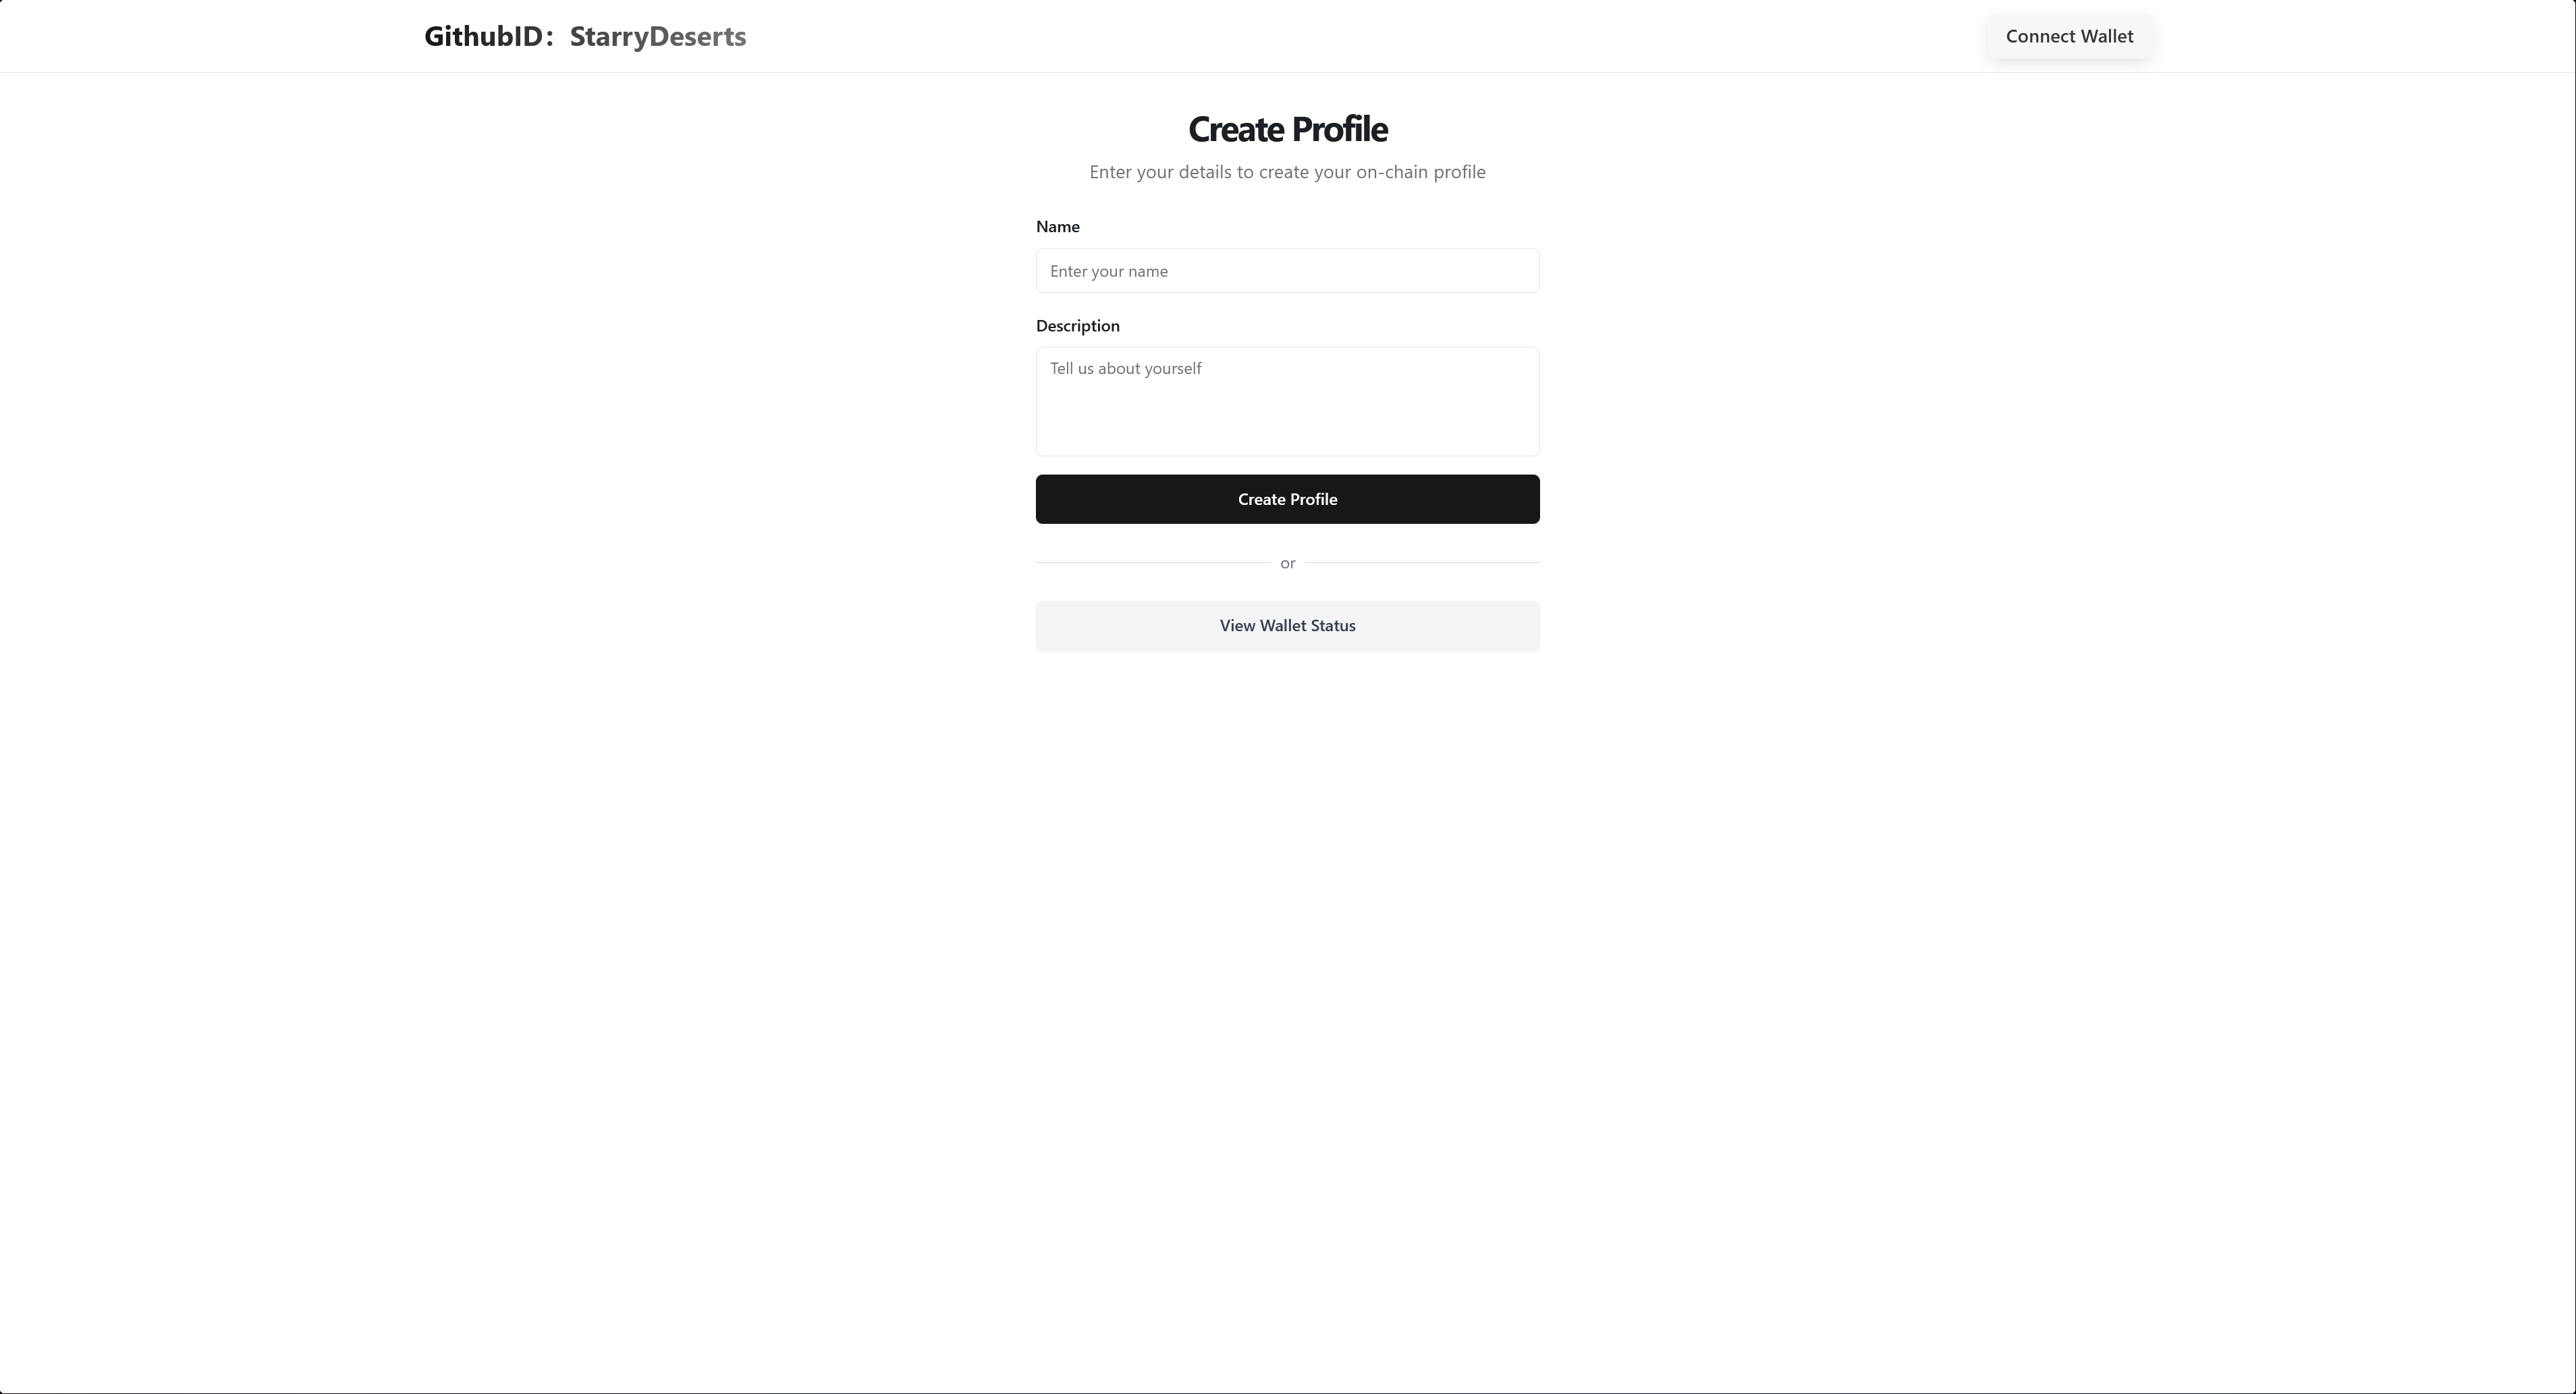 GithubID：StarryDeserts
Connect Wallet
Create Profile
Enter your details to create your on-chain profile
Name
Enter your name
Description
Tell us about yourself
Create Profile
or
View Wallet Status